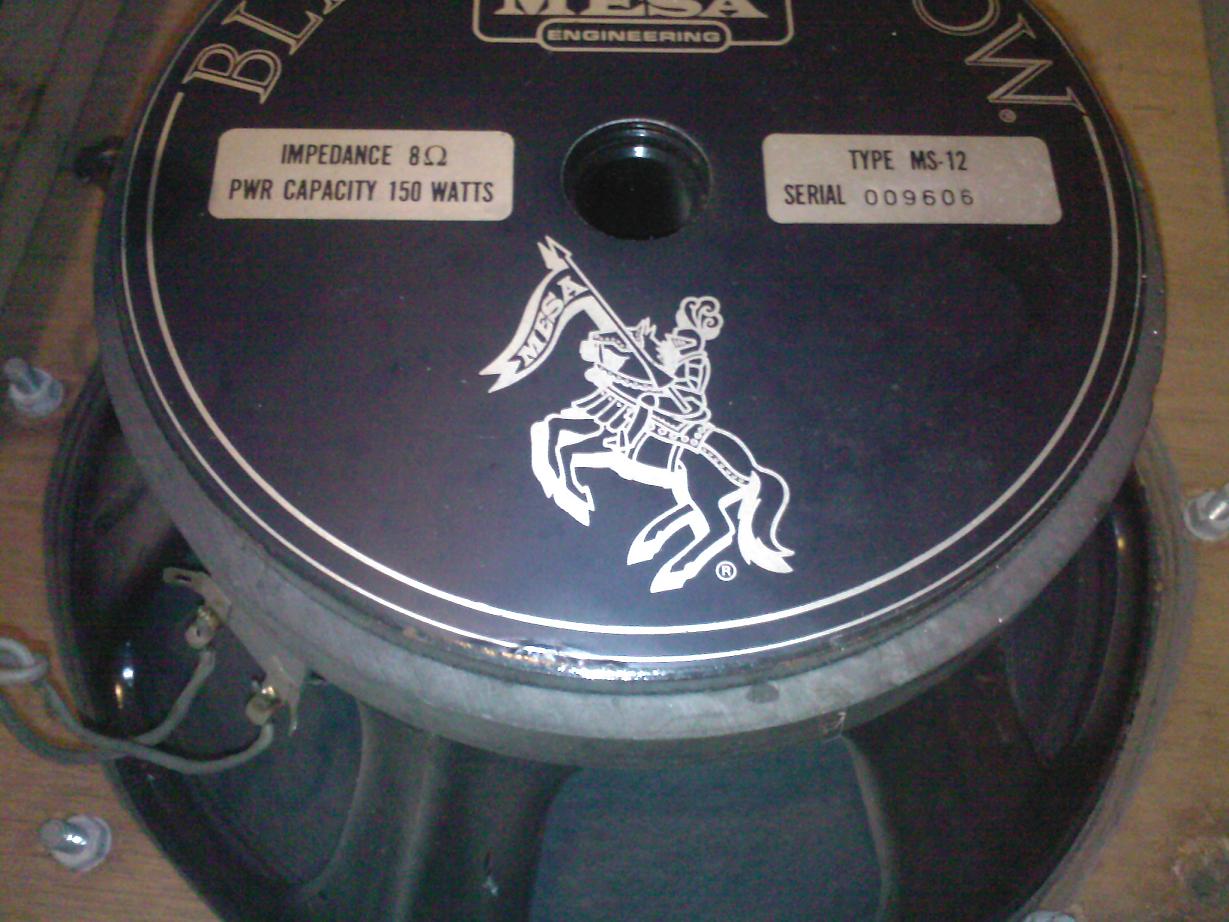 MESA
ENGINEERING
IMPEDANCE 8Ω
PWR CAPACITY 150 WATTS
TYPE MS-12
SERIAL 009606
MESA
®